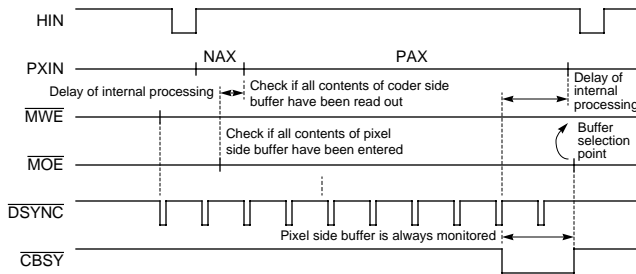 HIN
NAX
PAX
PXIN
Delay of internal processing
Check if all contents of coder side
buffer have been read out
Delay of
internal
processing
MWE
Check if all contents of pixel
side buffer have been entered
Buffer
selection
point
MOE
DSYNC
Pixel side buffer is always monitored
CBSY